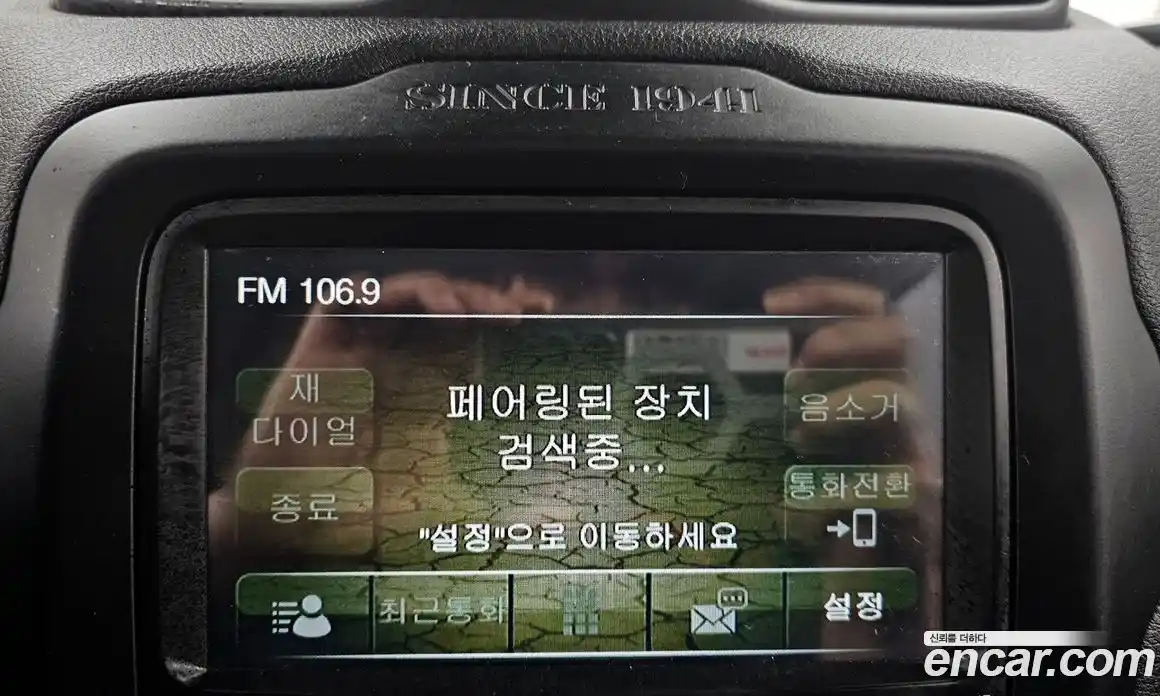 SINCE 1941
FM 106.9
재
다이얼
페어링된 장치
검색중...
음소거
종료
통화전환
"설정"으로 이동하세요
최근통화
설정
신뢰를 더하다
encar.com